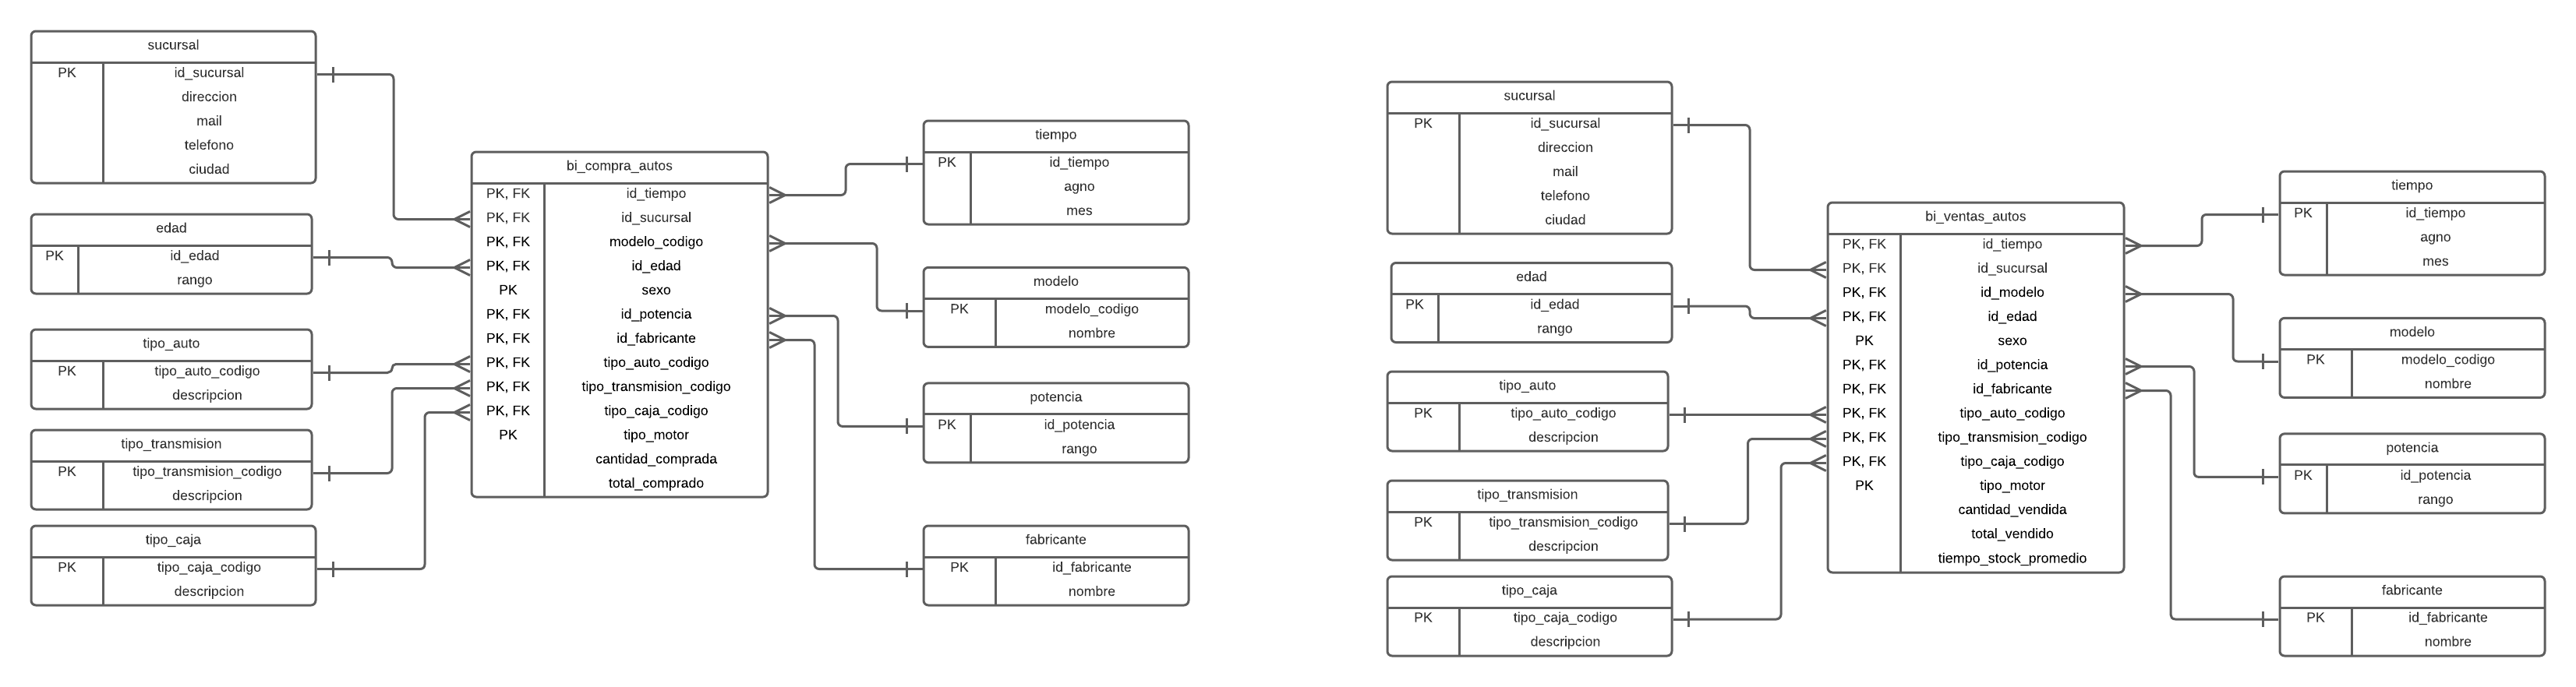 sucursal
PK id_sucursal
direccion
mail
telefono
ciudad
edad
PK id_edad
rango
tipo_auto
PK tipo_auto_codigo
descripcion
tipo_transmision
PK tipo_transmision_codigo
descripcion
tipo_caja
PK tipo_caja_codigo
descripcion
bi_compra_autos
PK, FK id_tiempo
PK, FK id_sucursal
PK, FK modelo_codigo
PK, FK id_edad
PK sexo
PK, FK id_potencia
PK, FK id_fabricante
PK, FK tipo_auto_codigo
PK, FK tipo_transmision_codigo
PK, FK tipo_caja_codigo
PK tipo_motor
cantidad_comprada
total_comprado
tiempo
PK id_tiempo
agno
mes
modelo
PK modelo_codigo
nombre
potencia
PK id_potencia
rango
fabricante
PK id_fabricante
nombre
sucursal
PK id_sucursal
direccion
mail
telefono
ciudad
edad
PK id_edad
rango
tipo_auto
PK tipo_auto_codigo
descripcion
tipo_transmision
PK tipo_transmision_codigo
descripcion
tipo_caja
PK tipo_caja_codigo
descripcion
bi_ventas_autos
PK, FK id_tiempo
PK, FK id_sucursal
PK, FK id_modelo
PK, FK id_edad
PK sexo
PK, FK id_potencia
PK, FK id_fabricante
PK, FK tipo_auto_codigo
PK, FK tipo_transmision_codigo
PK, FK tipo_caja_codigo
PK tipo_motor
cantidad_vendida
total_vendido
tiempo_stock_promedio
tiempo
PK id_tiempo
agno
mes
modelo
PK modelo_codigo
nombre
potencia
PK id_potencia
rango
fabricante
PK id_fabricante
nombre